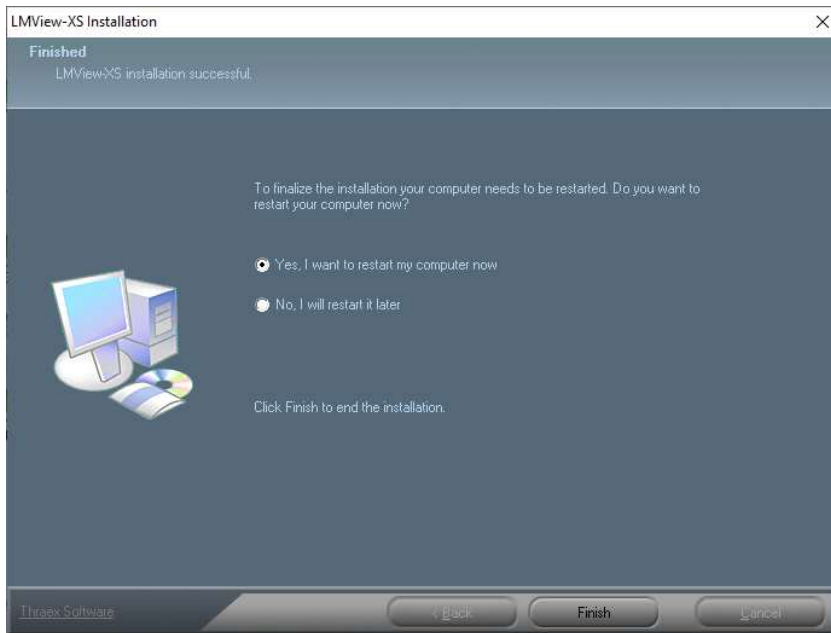 LMView-XS Installation
Finished
LMView-XS installation successful.
To finalize the installation your computer needs to be restarted. Do you want to
restart your computer now?
Yes, I want to restart my computer now
No, I will restart it later
Click Finish to end the installation.
Thraex Software
< Back
Finish
Cancel